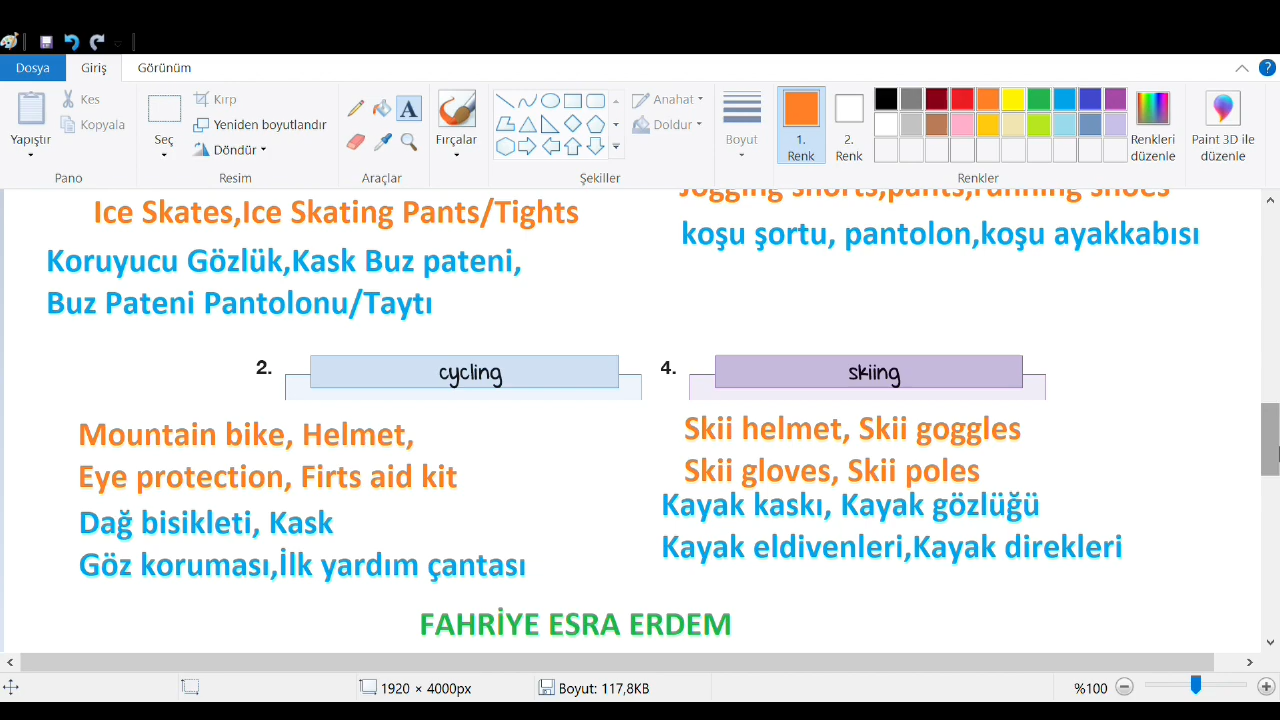 Dosya Giriş Görünüm
Yapıştır
Kes
Kopyala
Pano
Seç
Kırp
Yeniden boyutlandır
Döndür
Resim
Araçlar
Fırçalar
Şekiller
Anahat
Doldur
Boyut
1. Renk
2. Renk
Renkler
Renkleri düzenle
Paint 3D ile düzenle
Jogging shorts,pants,running shoes
Ice Skates,Ice Skating Pants/Tights
koşu şortu, pantolon,koşu ayakkabısı
Koruyucu Gözlük,Kask Buz pateni,
Buz Pateni Pantolonu/Taytı
2. cycling
Mountain bike, Helmet,
Eye protection, Firts aid kit
Dağ bisikleti, Kask
Göz koruması,İlk yardım çantası
4. skiing
Skii helmet, Skii goggles
Skii gloves, Skii poles
Kayak kaskı, Kayak gözlüğü
Kayak eldivenleri,Kayak direkleri
FAHRİYE ESRA ERDEM
1920 × 4000px
Boyut: 117,8KB
%100